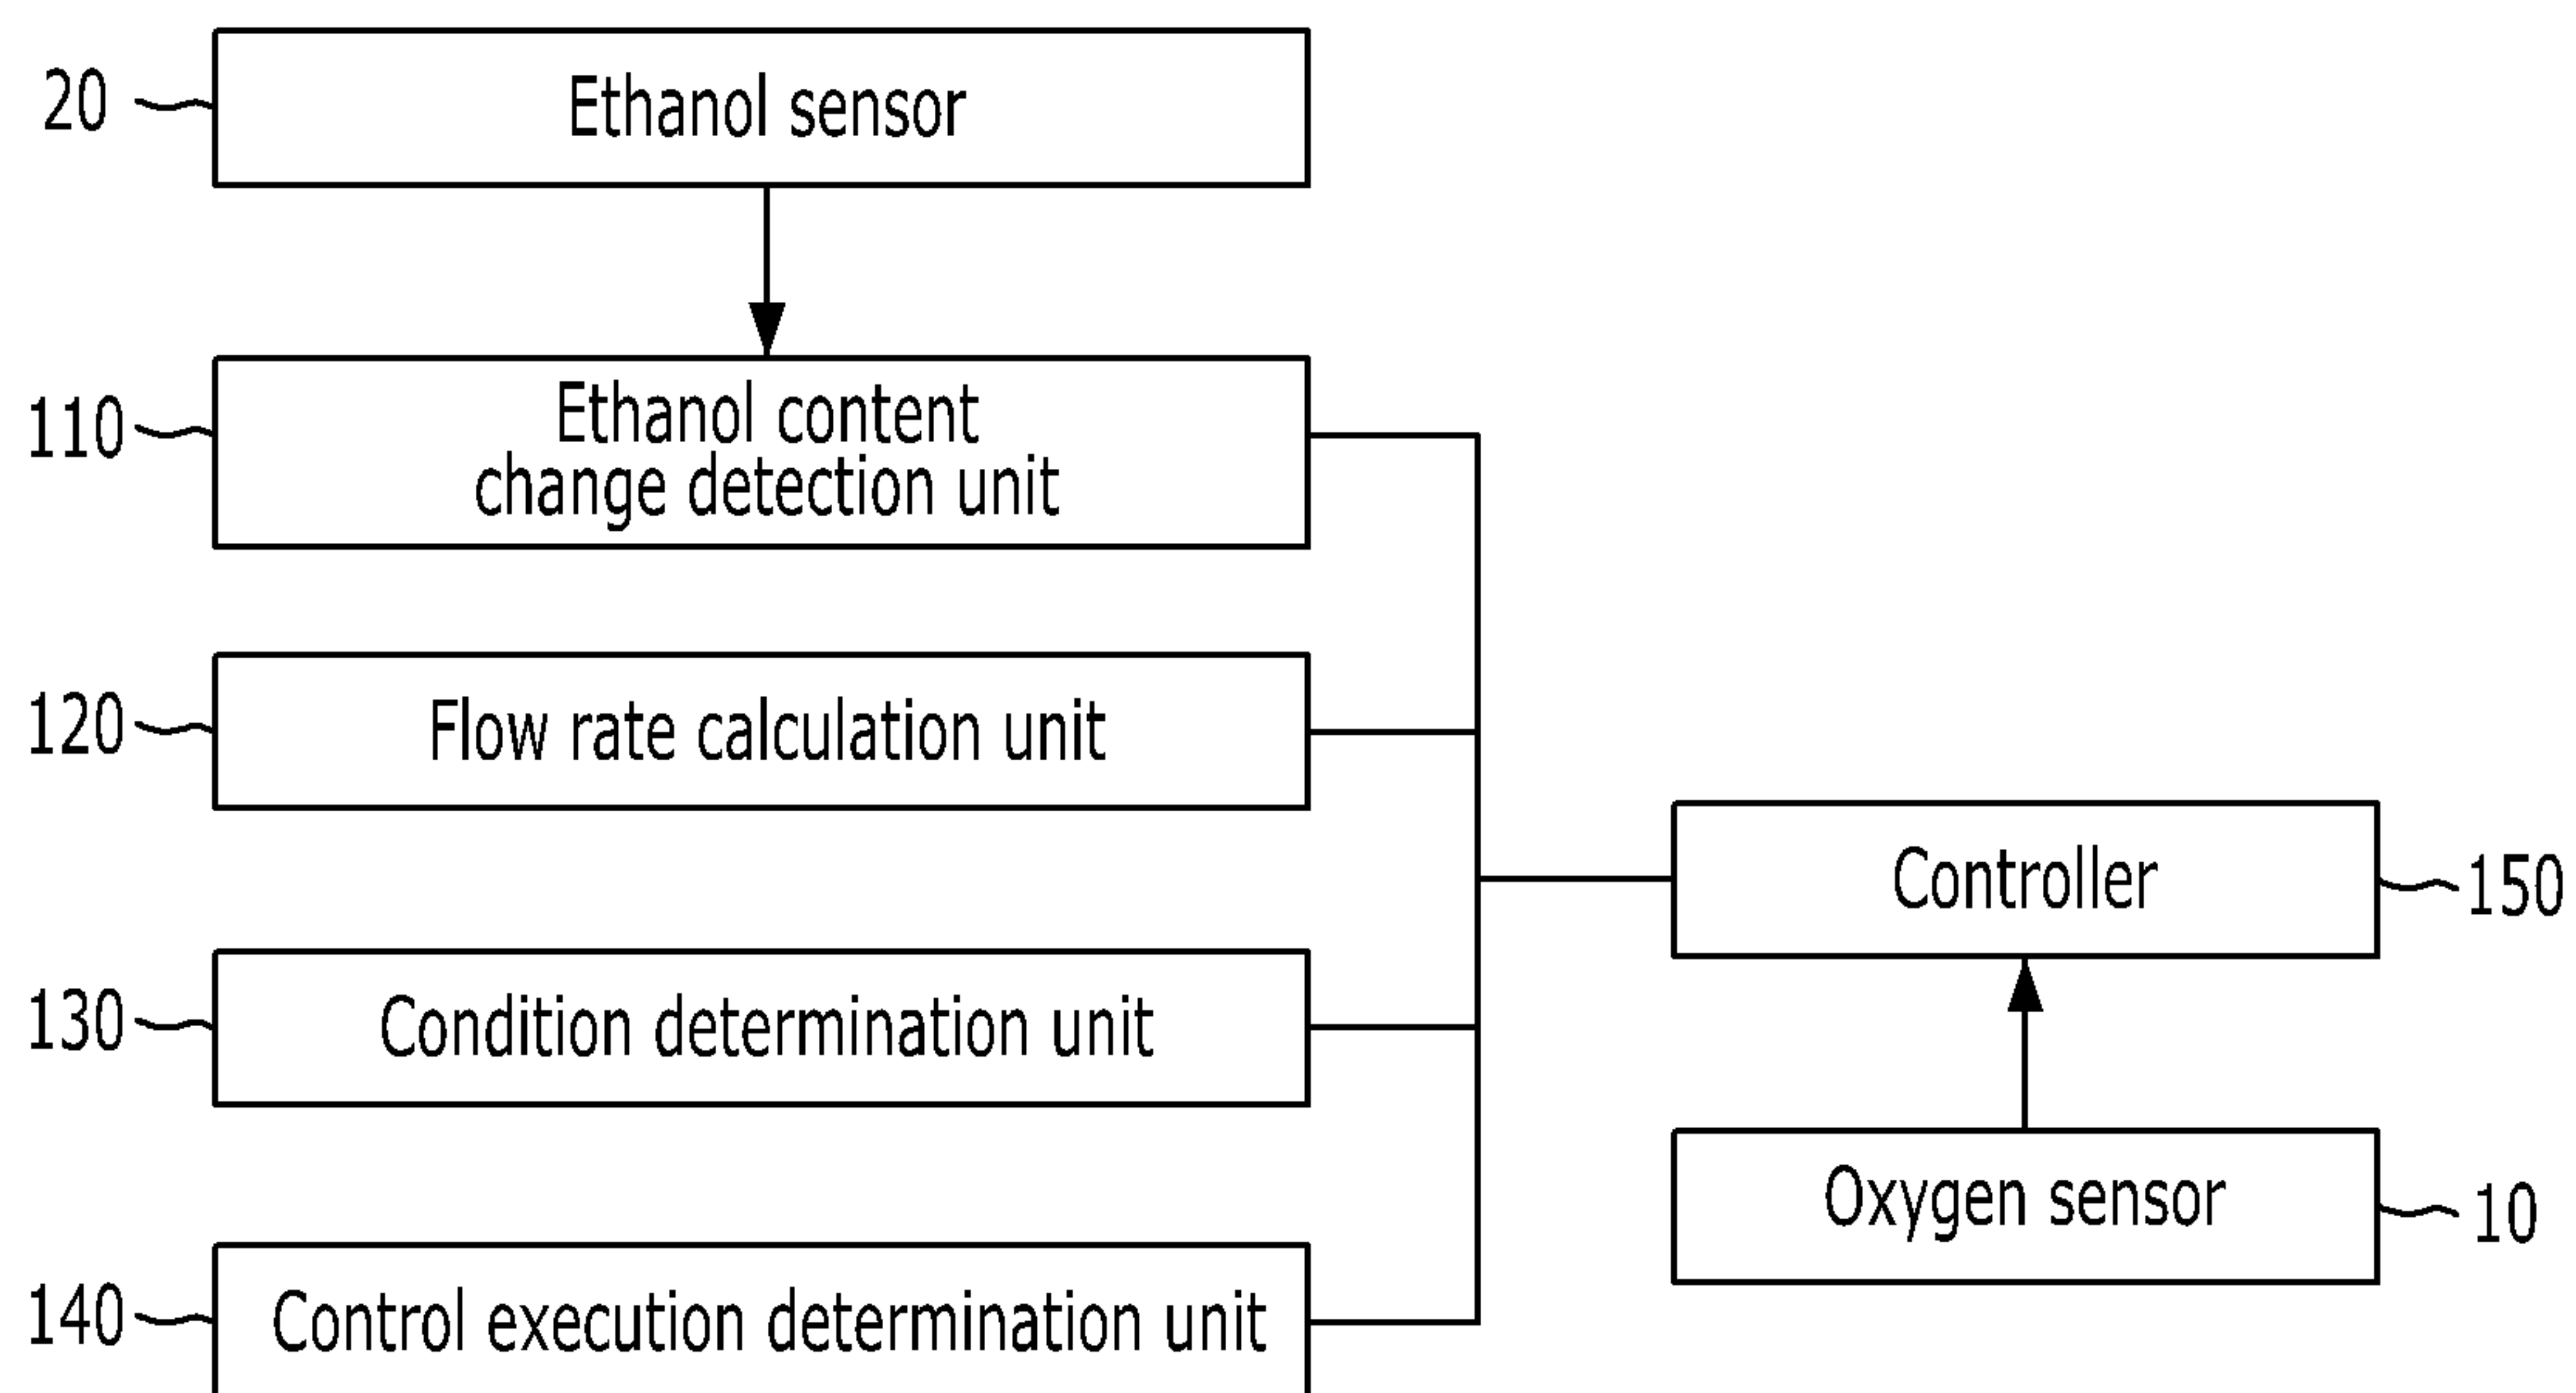 20
Ethanol sensor
110
Ethanol content
change detection unit
120
Flow rate calculation unit
Controller
150
130
Condition determination unit
Oxygen sensor
10
140
Control execution determination unit